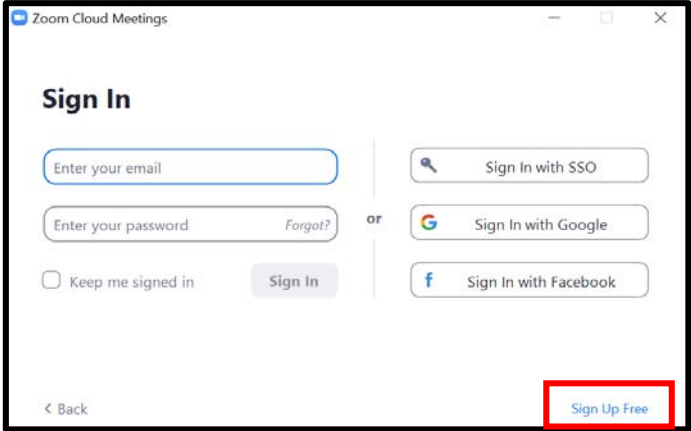 Zoom Cloud Meetings
Sign In
Enter your email
Enter your password Forgot?
Keep me signed in Sign In
or
Sign In with SSO
Sign In with Google
Sign In with Facebook
< Back
Sign Up Free